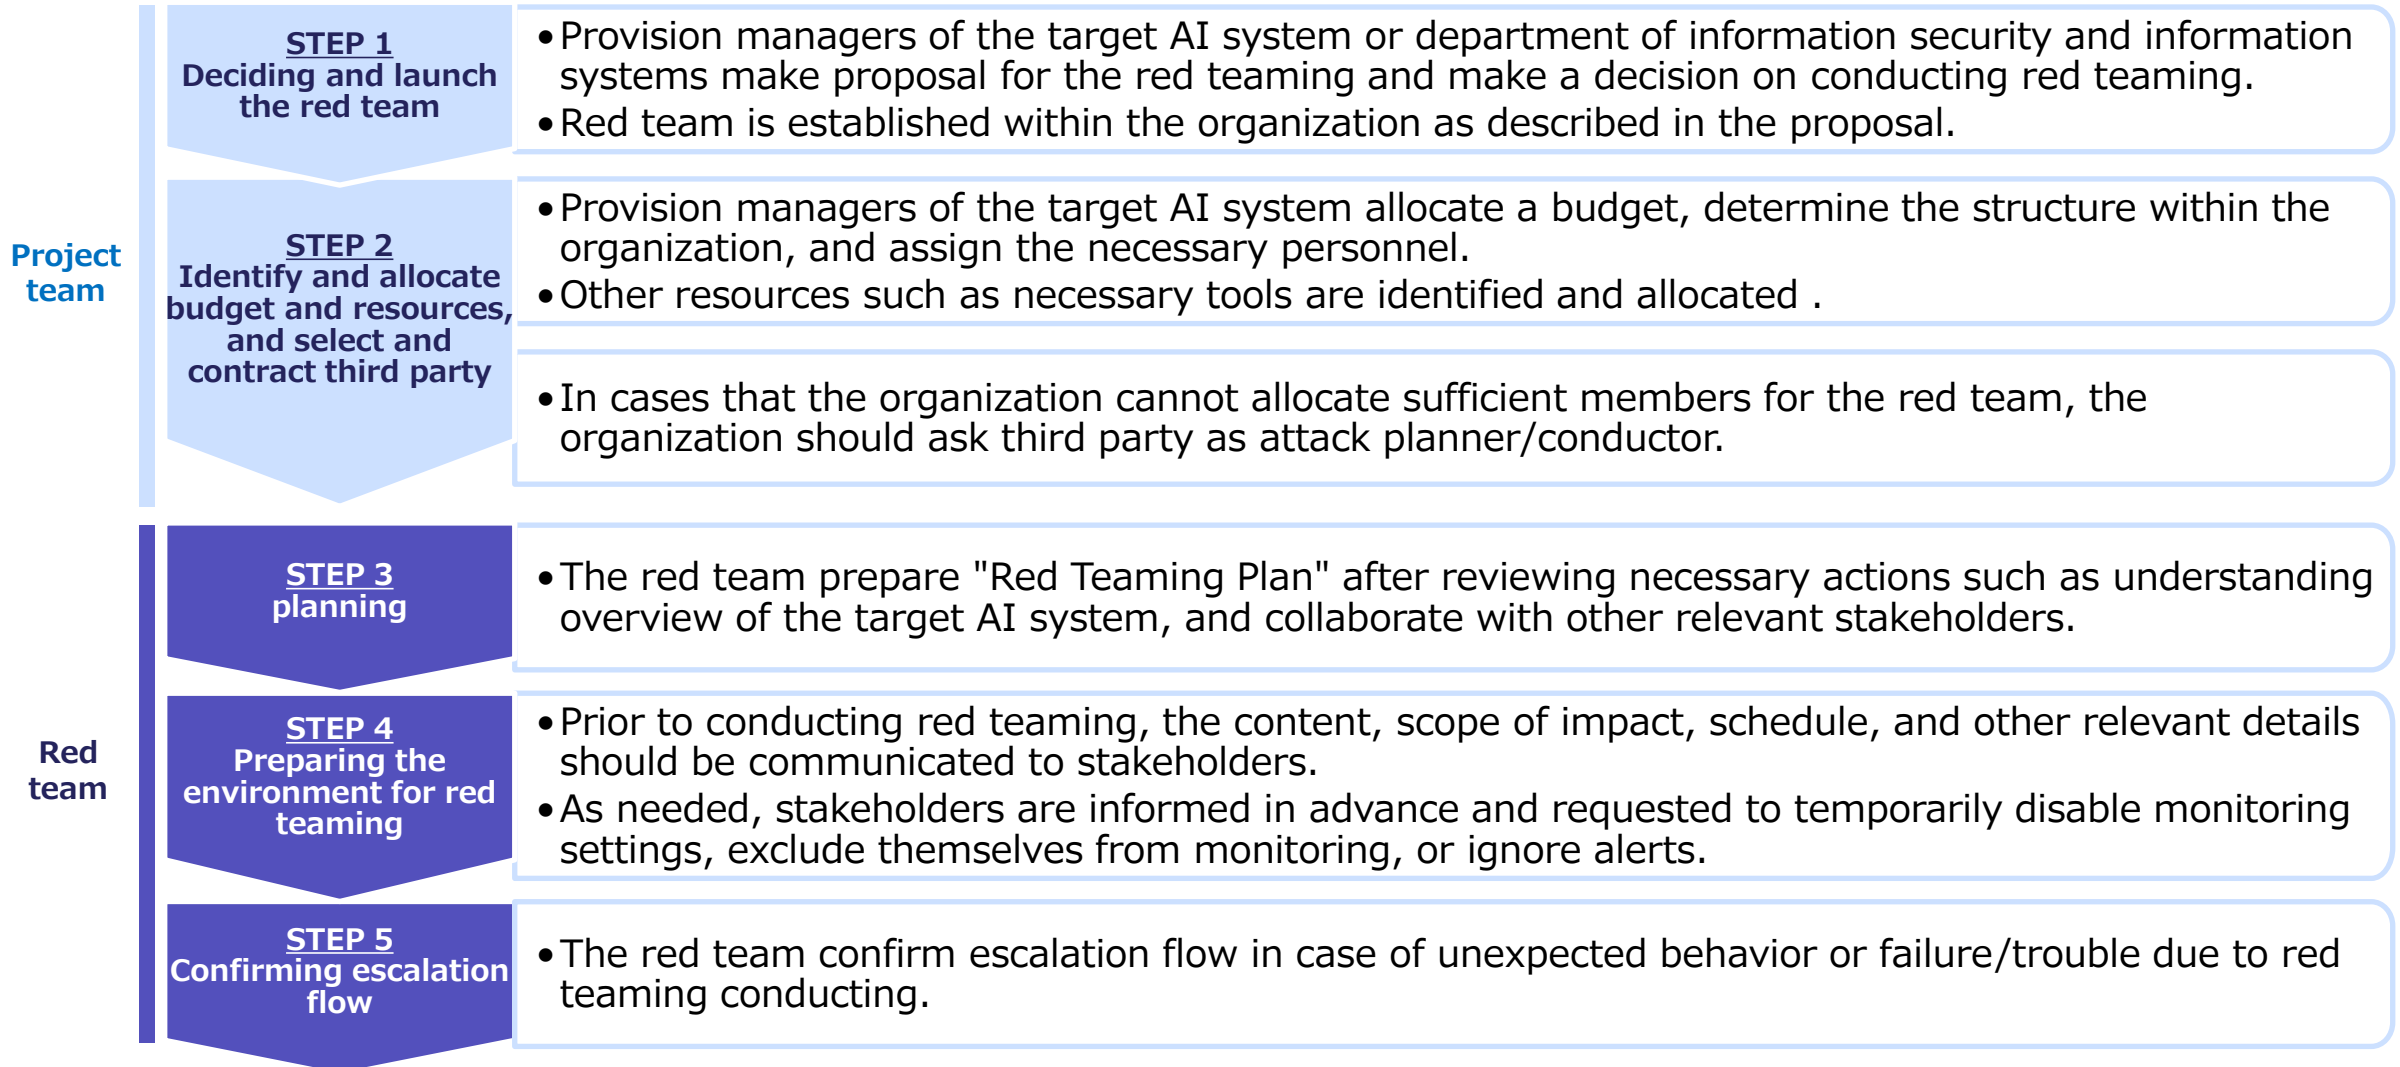 Project
team
STEP 1
Deciding and launch
the red team
•Provision managers of the target AI system or department of information security and information
systems make proposal for the red teaming and make a decision on conducting red teaming.
•Red team is established within the organization as described in the proposal.
STEP 2
Identify and allocate
budget and resources,
and select and
contract third party
•Provision managers of the target AI system allocate a budget, determine the structure within the
organization, and assign the necessary personnel.
•Other resources such as necessary tools are identified and allocated .
•In cases that the organization cannot allocate sufficient members for the red team, the
organization should ask third party as attack planner/conductor.
Red
team
STEP 3
planning
•The red team prepare "Red Teaming Plan" after reviewing necessary actions such as understanding
overview of the target AI system, and collaborate with other relevant stakeholders.
STEP 4
Preparing the
environment for red
teaming
•Prior to conducting red teaming, the content, scope of impact, schedule, and other relevant details
should be communicated to stakeholders.
•As needed, stakeholders are informed in advance and requested to temporarily disable monitoring
settings, exclude themselves from monitoring, or ignore alerts.
STEP 5
Confirming escalation
flow
•The red team confirm escalation flow in case of unexpected behavior or failure/trouble due to red
teaming conducting.